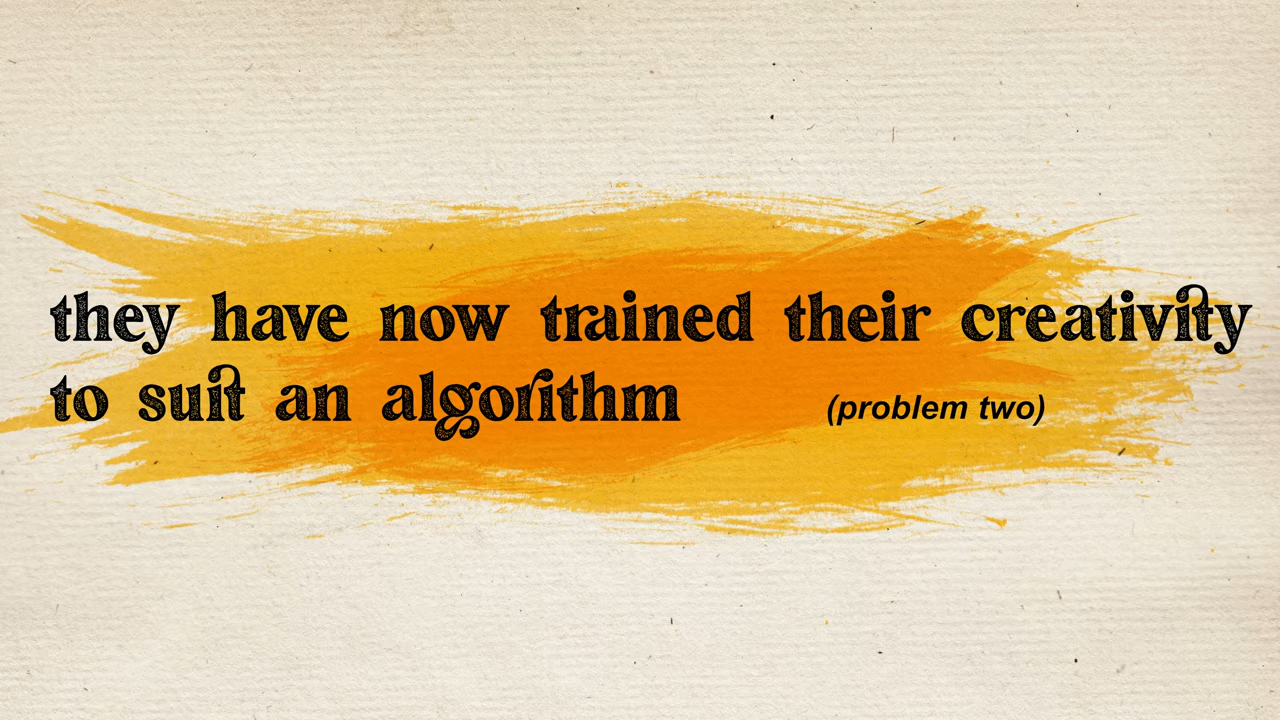 they have now trained their creativity
to suit an algorithm (problem two)